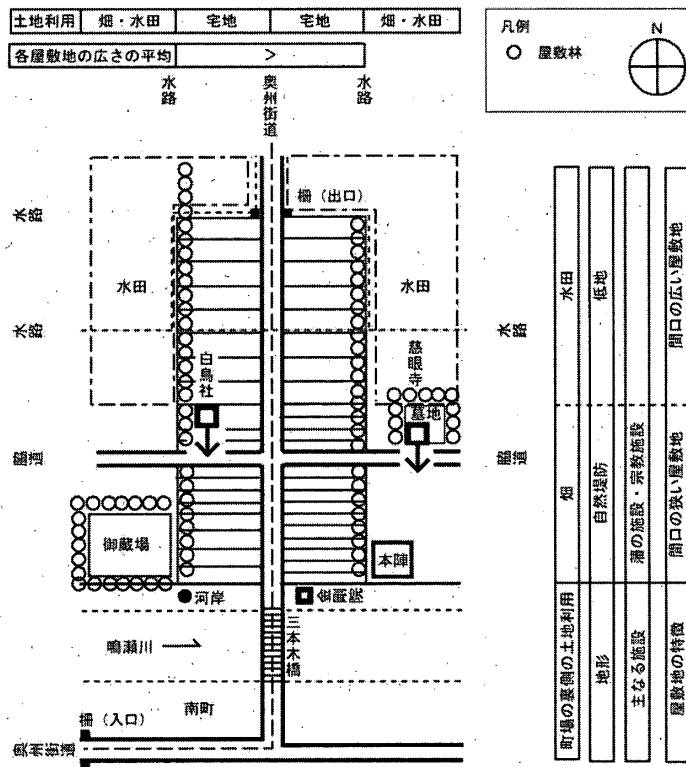 土地利用 畑・水田 宅地 宅地 畑・水田
各屋敷地の広さの平均 >
凡例
屋敷林
N
水路
奥州街道
水路
柵（出口）
水路
水田
水田
水路
水路
白鳥社
慈眼寺
墓地
脇道
脇道
御蔵場
本陣
河岸
金剛院
鳴瀬川
三本木橋
南町
柵（入口）
奥州街道
町場の裏側の土地利用 畑 水田
地形 自然堤防 低地
主なる施設 藩の施設・宗教施設
屋敷地の特徴 間口の狭い屋敷地 間口の広い屋敷地